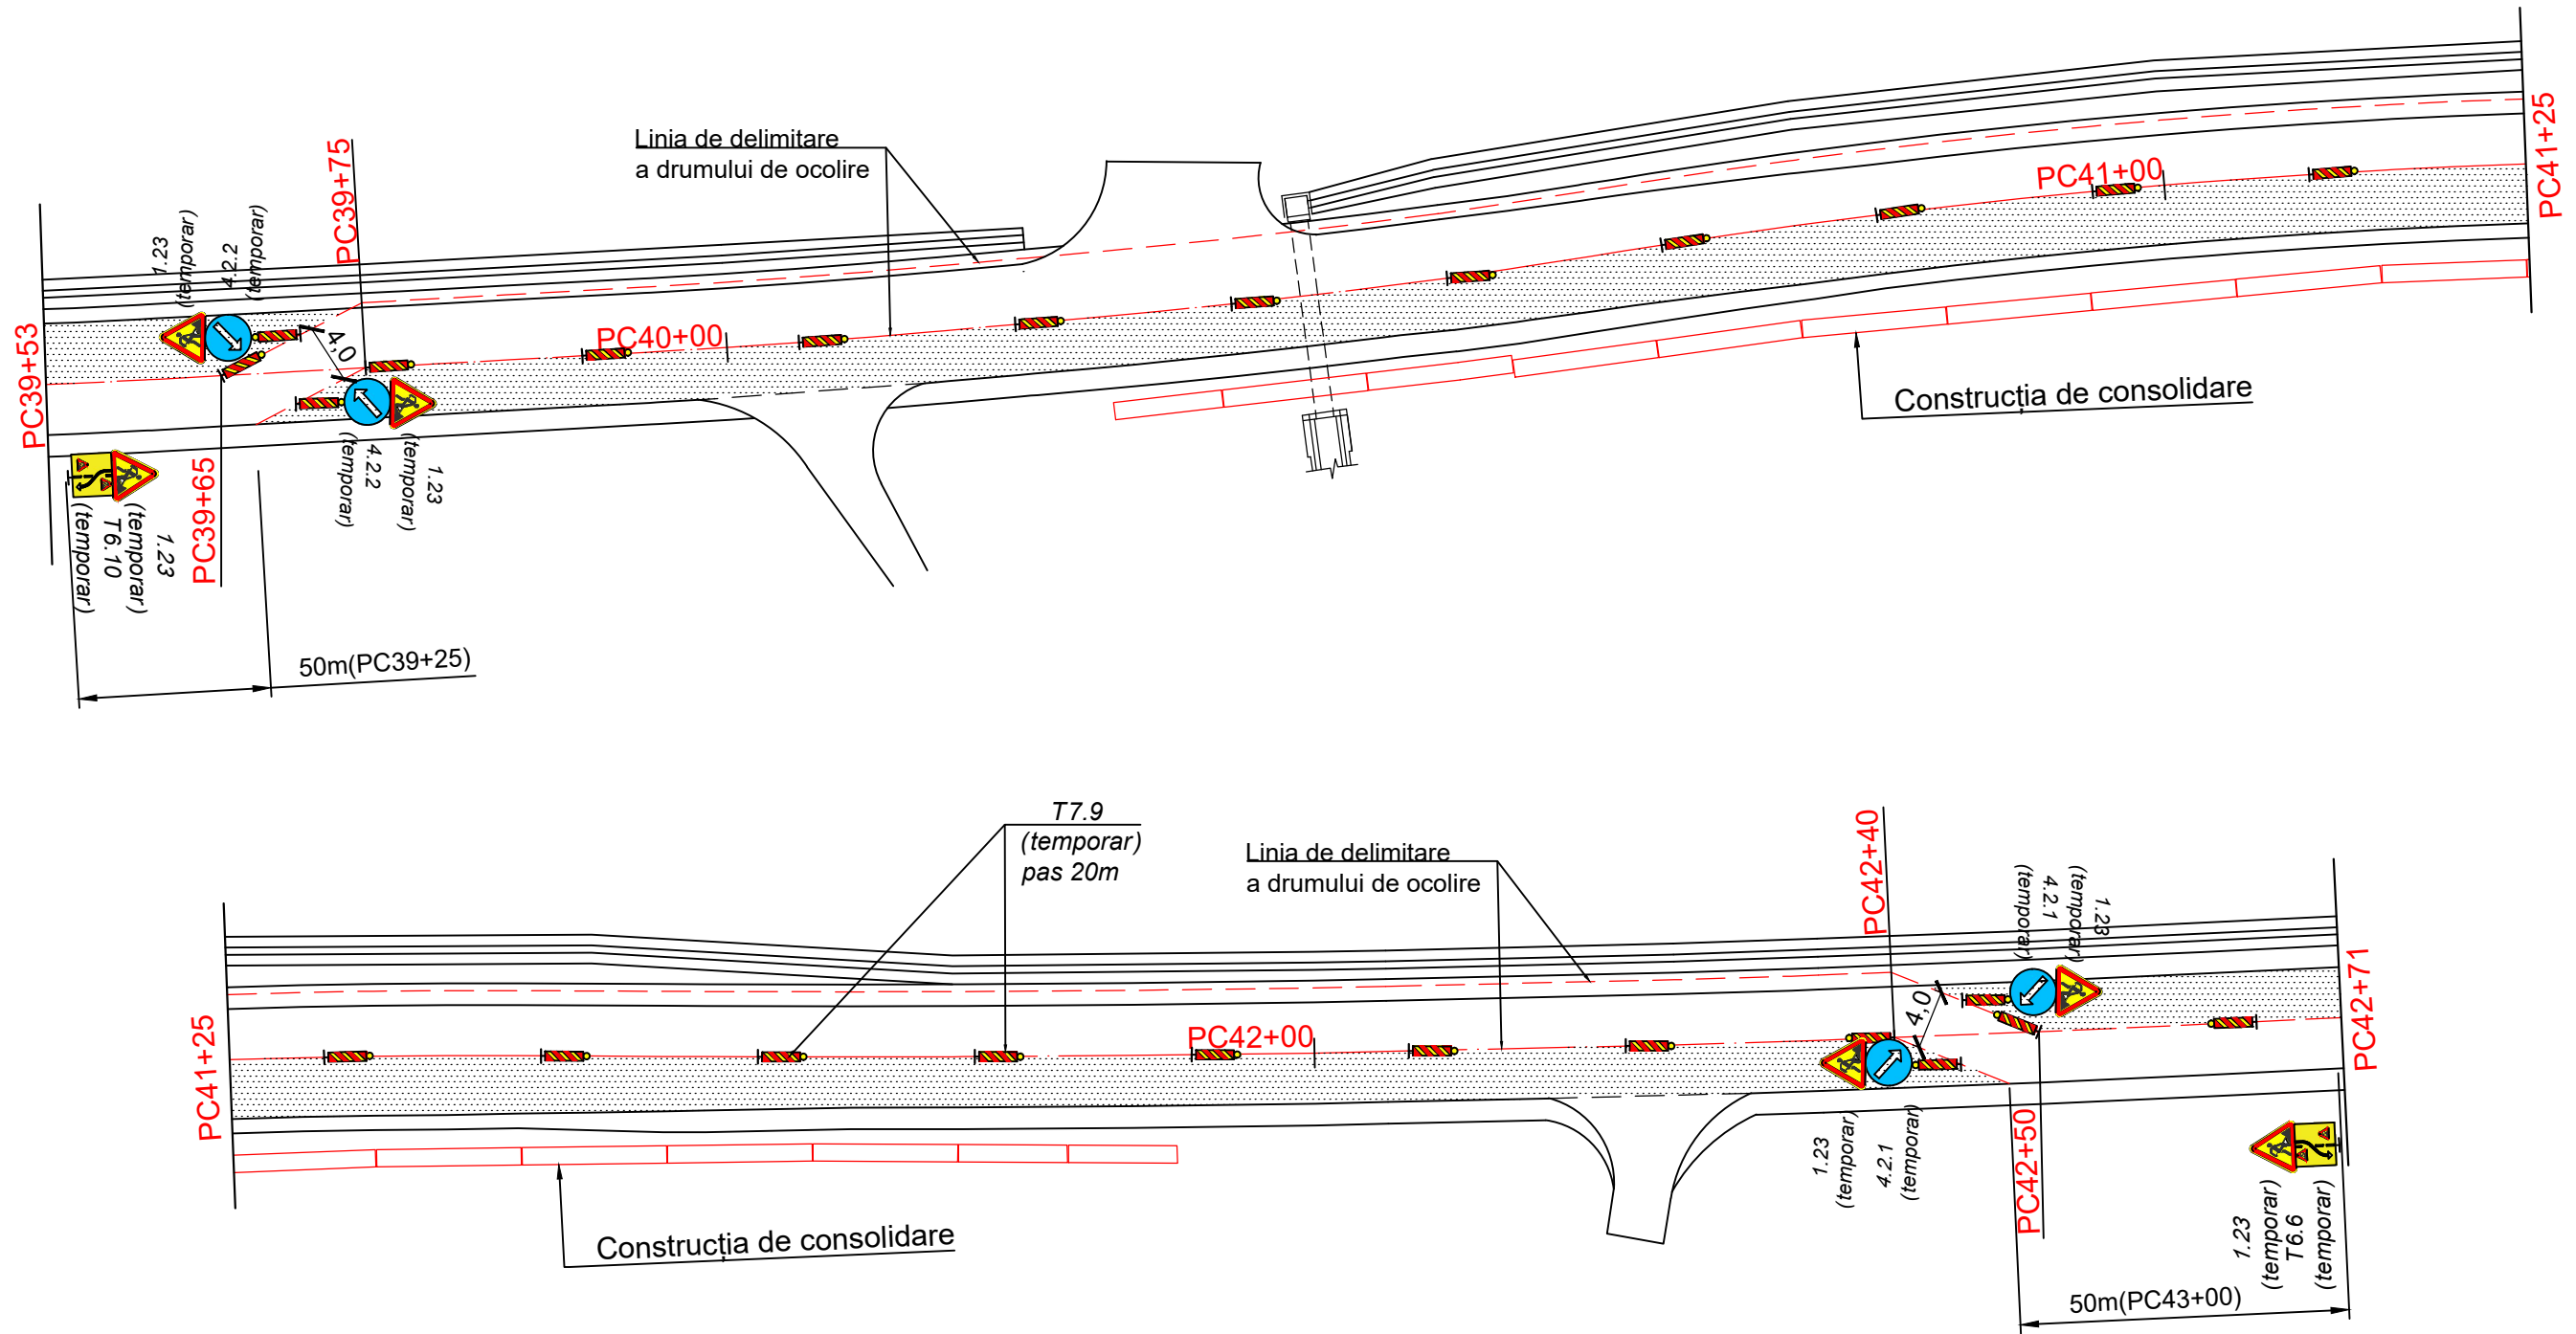 Linia de delimitare
a drumului de ocolire
PC39+75
PC41+25
PC41+00
1.23
(temporar)
4.2.2
(temporar)
4,0
PC40+00
PC39+53
Construcția de consolidare
4.2.2
(temporar)
1.23
(temporar)
PC39+65
1.23
(temporar)
T6.10
(temporar)
50m(PC39+25)
T7.9
(temporar)
pas 20m
Linia de delimitare
a drumului de ocolire
PC42+40
1.23
(temporar)
4.2.1
(temporar)
4,0
PC42+71
PC41+25
PC42+00
1.23
(temporar)
4.2.1
(temporar)
PC42+50
1.23
(temporar)
T6.6
(temporar)
Construcția de consolidare
50m(PC43+00)